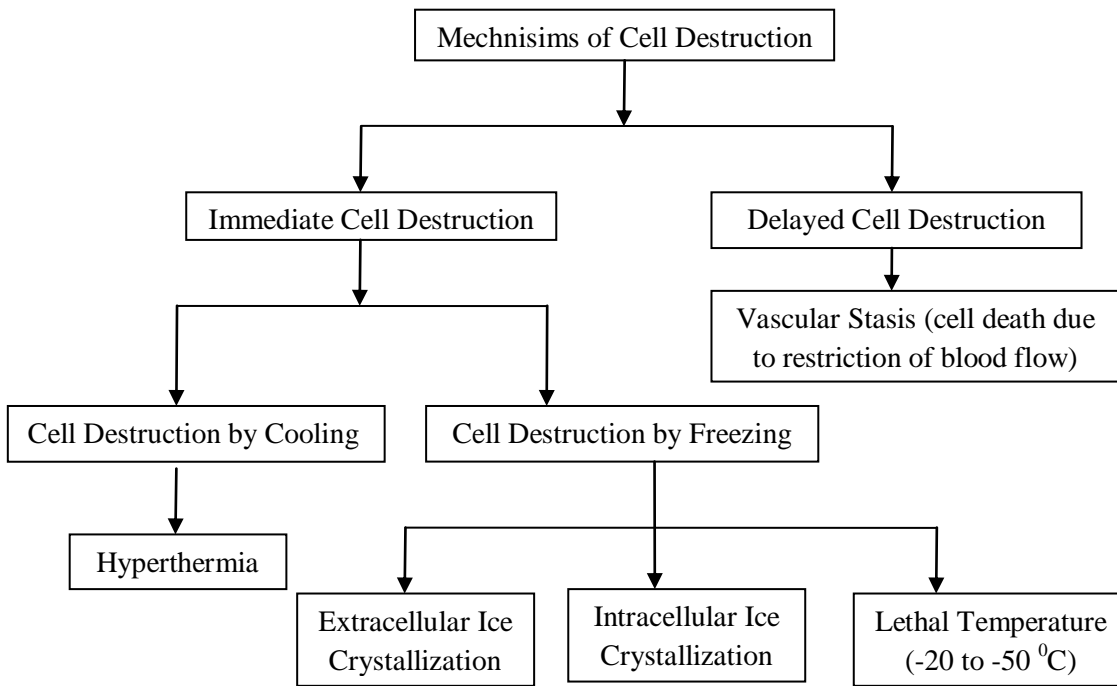 Mechnisims of Cell Destruction
Immediate Cell Destruction
Delayed Cell Destruction
Vascular Stasis (cell death due
to restriction of blood flow)
Cell Destruction by Cooling
Cell Destruction by Freezing
Hyperthermia
Extracellular Ice
Crystallization
Intracellular Ice
Crystallization
Lethal Temperature
(-20 to -50 ⁰C)